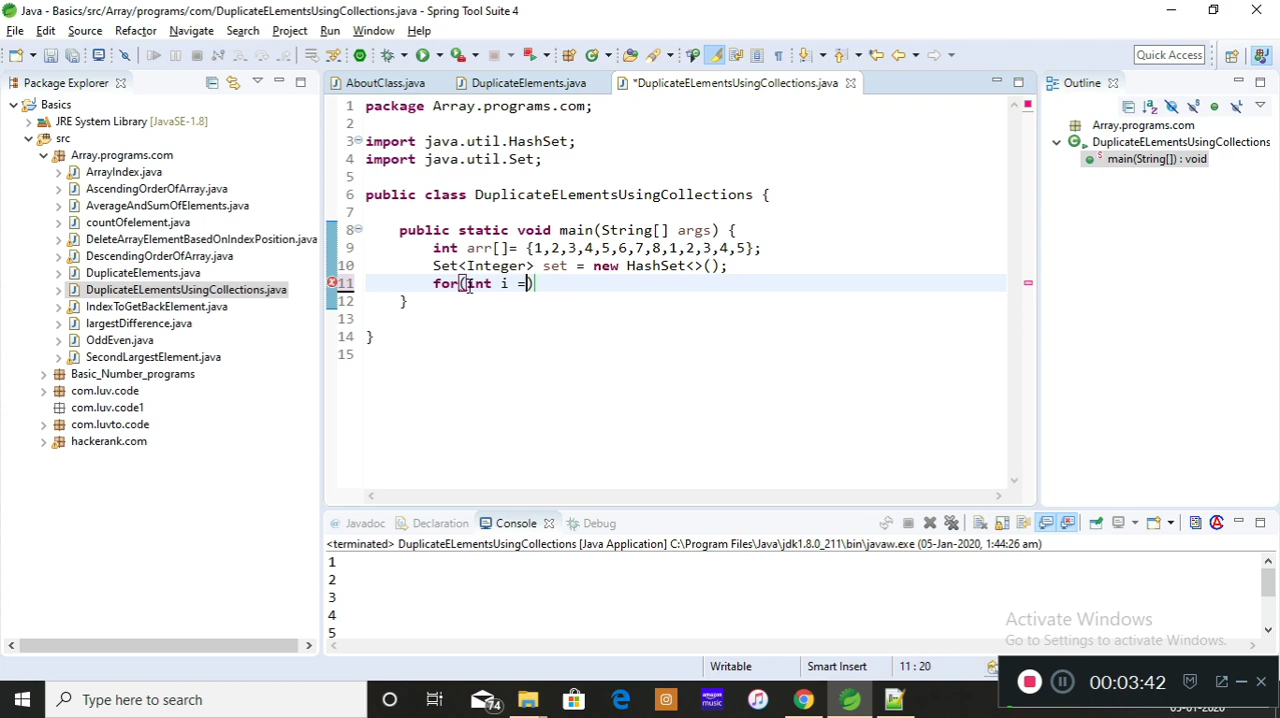 Java - Basics/src/Array/programs/com/DuplicateELementsUsingCollections.java - Spring Tool Suite 4
File Edit Source Refactor Navigate Search Project Run Window Help
Quick Access
Package Explorer
AboutClass.java
DuplicateElements.java
*DuplicateELementsUsingCollections.java
Outline
Basics
JRE System Library [JavaSE-1.8]
src
Array.programs.com
ArrayIndex.java
AscendingOrderOfArray.java
AverageAndSumOfElements.java
countOfelement.java
DeleteArrayElementBasedOnIndexPosition.java
DescendingOrderOfArray.java
DuplicateElements.java
DuplicateELementsUsingCollections.java
IndexToGetBackElement.java
largestDifference.java
OddEven.java
SecondLargestElement.java
Basic_Number_programs
com.luv.code
com.luv.code1
com.luvto.code
hackerank.com
1 package Array.programs.com;
2
3 import java.util.HashSet;
4 import java.util.Set;
5
6 public class DuplicateELementsUsingCollections {
7
8 public static void main(String[] args) {
9 int arr[]= {1,2,3,4,5,6,7,8,1,2,3,4,5};
10 Set<Integer> set = new HashSet<>();
11 for(int i =)
12 }
13
14 }
15
Array.programs.com
DuplicateELementsUsingCollections
main(String[]) : void
Javadoc
Declaration
Console
Debug
<terminated> DuplicateELementsUsingCollections [Java Application] C:\Program Files\Java\jdk1.8.0_211\bin\javaw.exe (05-Jan-2020, 1:44:26 am)
1
2
3
4
5
Activate Windows
Go to Settings to activate Windows.
Writable
Smart Insert
11 : 20
00:03:42
Type here to search
74
amazon music
05-01-2020